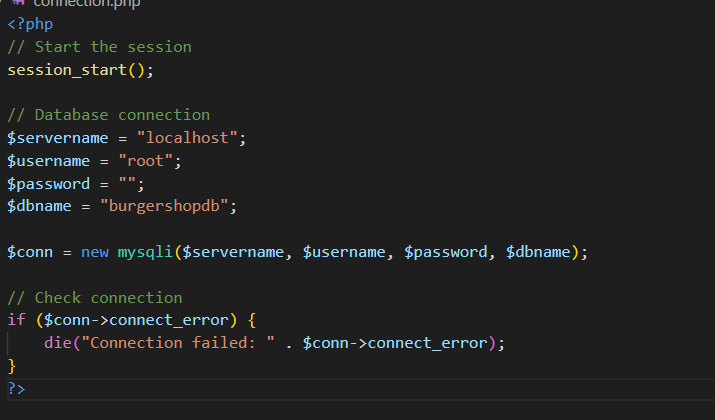 connection.php
<?php
// Start the session
session_start();
// Database connection
$servername = "localhost";
$username = "root";
$password = "";
$dbname = "burgershopdb";
$conn = new mysqli($servername, $username, $password, $dbname);
// Check connection
if ($conn->connect_error) {
    die("Connection failed: " . $conn->connect_error);
}
?>